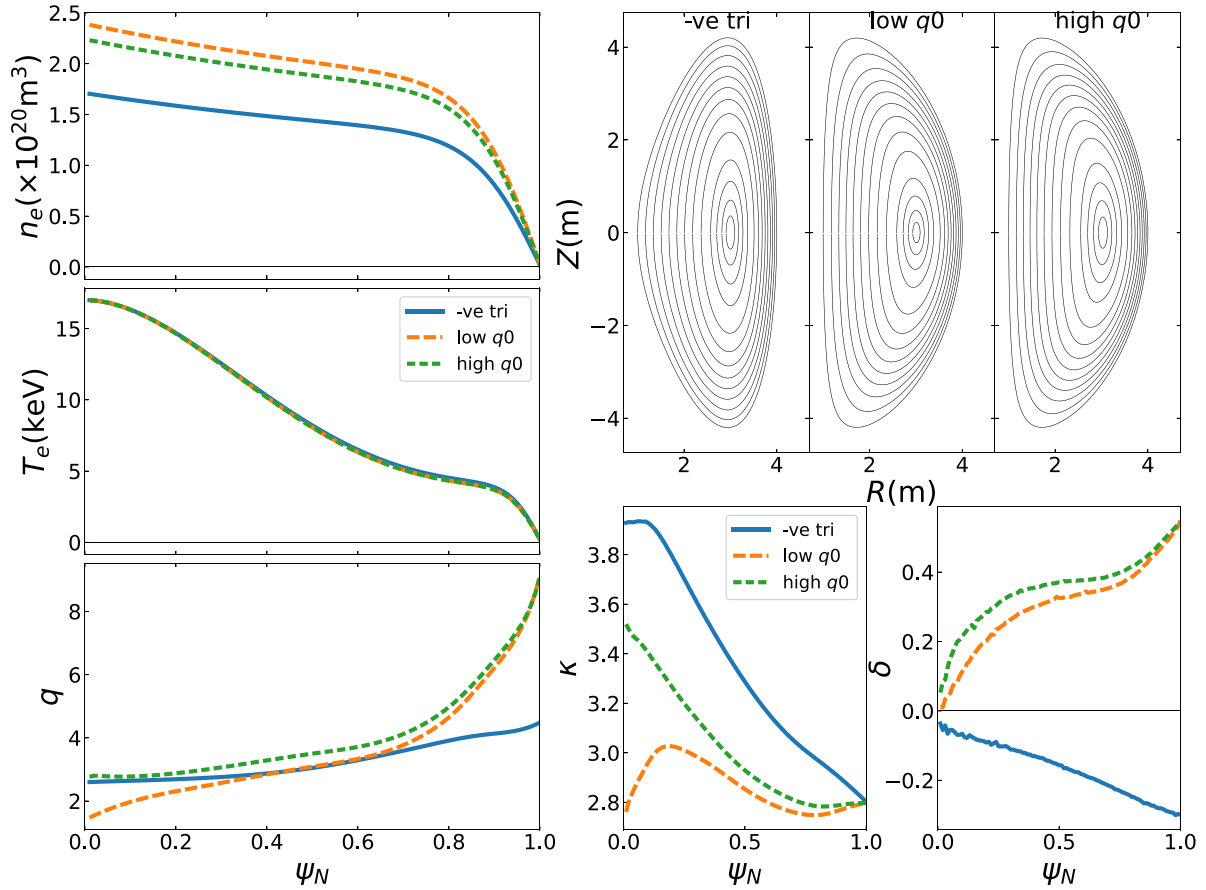 2.5
2.0
1.5
1.0
0.5
0.0
n_e(×10^20 m^3)
15
10
5
0
T_e(keV)
-ve tri
low q0
high q0
8
6
4
2
q
0.0 0.2 0.4 0.6 0.8 1.0
ψ_N
-ve tri low q0 high q0
4
2
0
−2
−4
Z(m)
2 4 2 4 2 4
R(m)
3.8
3.6
3.4
3.2
3.0
2.8
κ
-ve tri
low q0
high q0
0.0 0.5 1.0
ψ_N
0.4
0.2
0.0
−0.2
δ
0.0 0.5 1.0
ψ_N